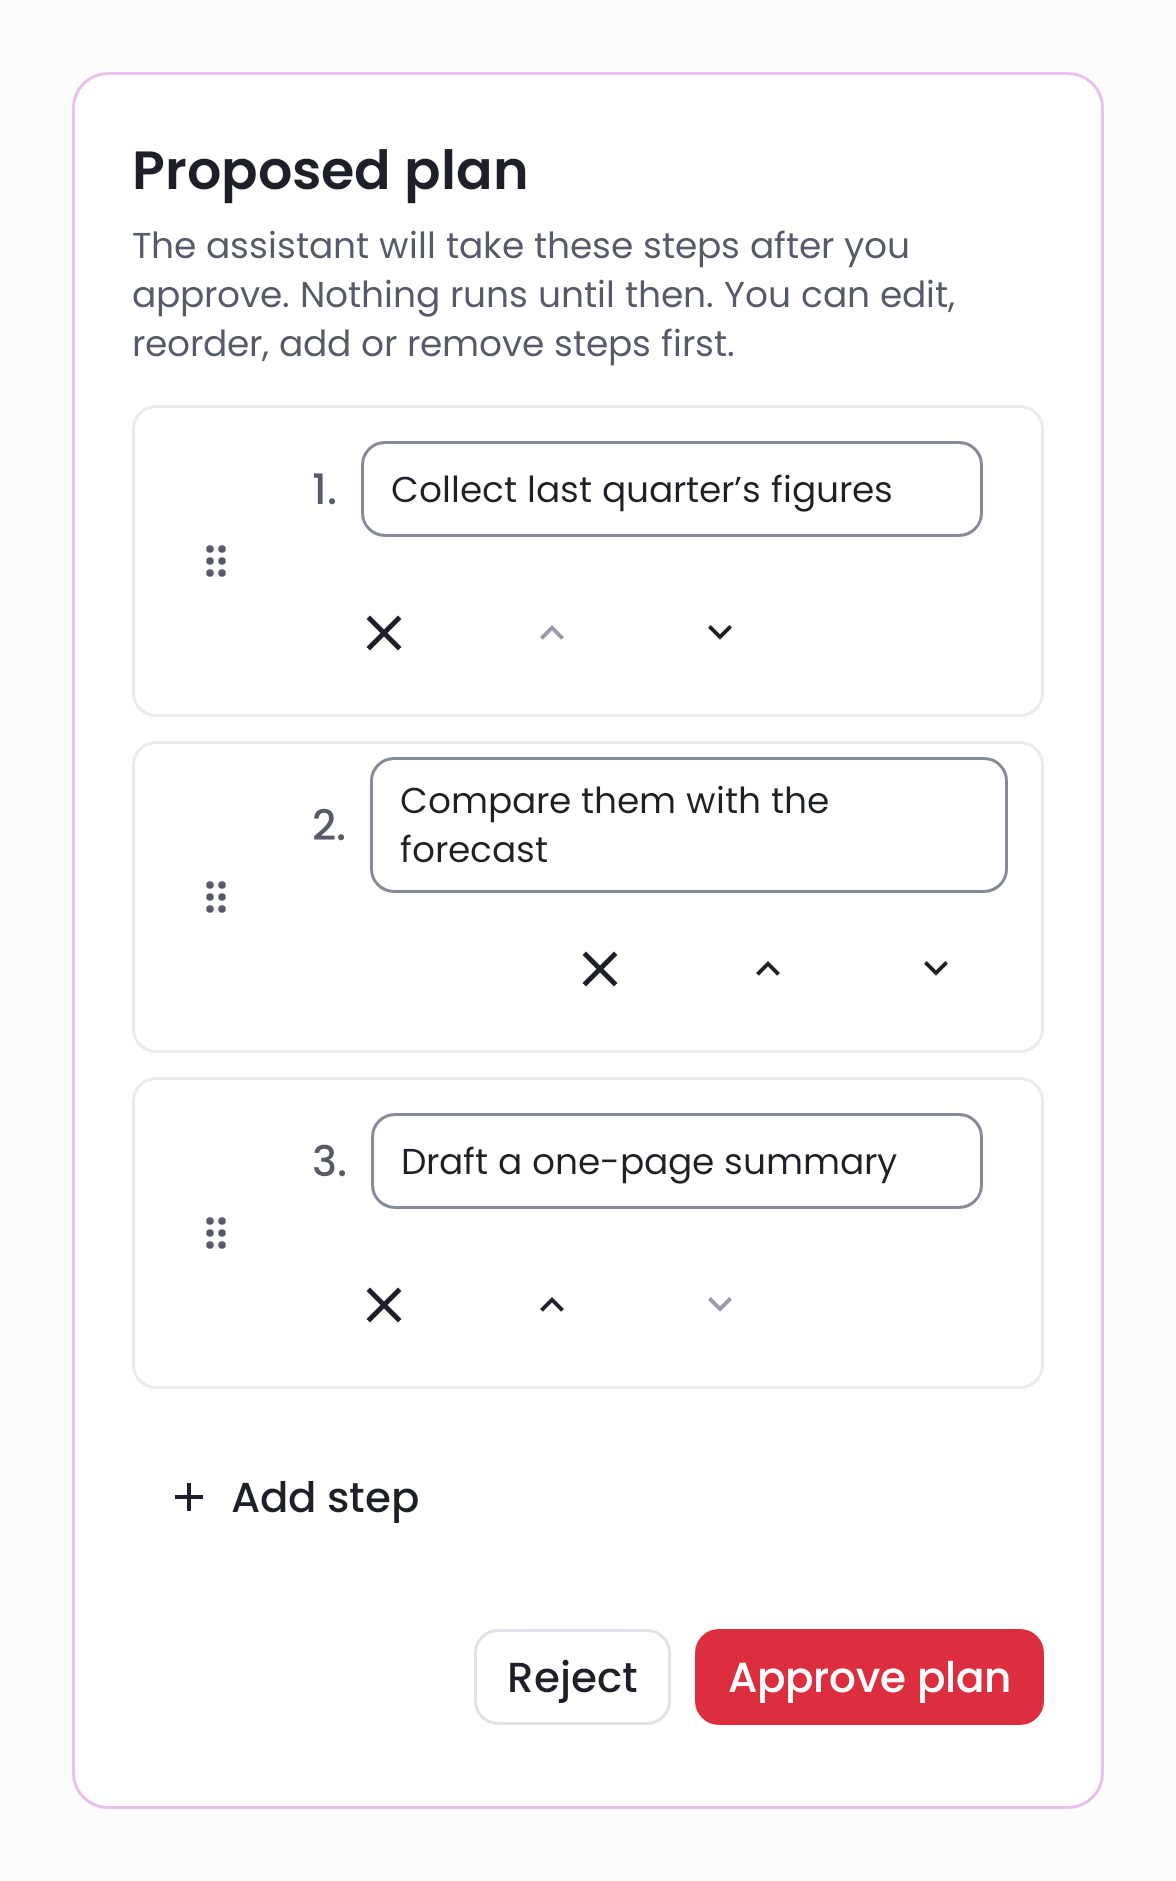 Proposed plan
The assistant will take these steps after you
approve. Nothing runs until then. You can edit,
reorder, add or remove steps first.
1. Collect last quarter’s figures
2. Compare them with the
forecast
3. Draft a one-page summary
Add step
Reject Approve plan